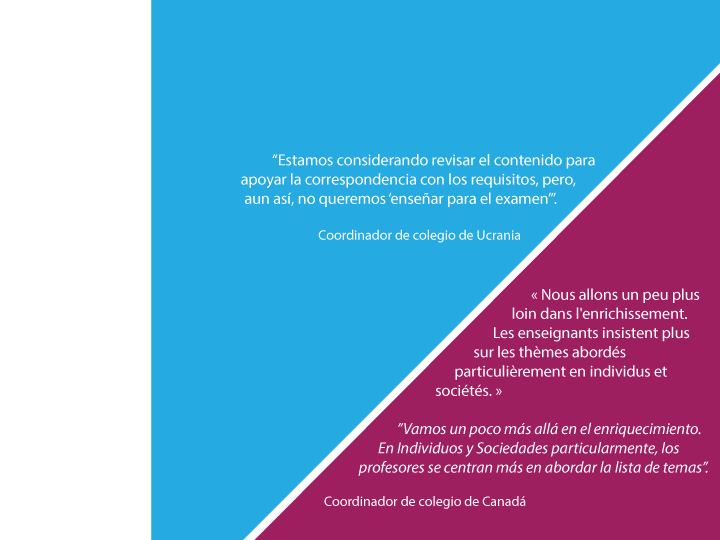 “Estamos considerando revisar el contenido para
apoyar la correspondencia con los requisitos, pero,
aun así, no queremos ‘enseñar para el examen’”.
Coordinador de colegio de Ucrania
« Nous allons un peu plus
loin dans l'enrichissement.
Les enseignants insistent plus
sur les thèmes abordés
particulièrement en individus et
sociétés. »
”Vamos un poco más allá en el enriquecimiento.
En Individuos y Sociedades particularmente, los
profesores se centran más en abordar la lista de temas”.
Coordinador de colegio de Canadá